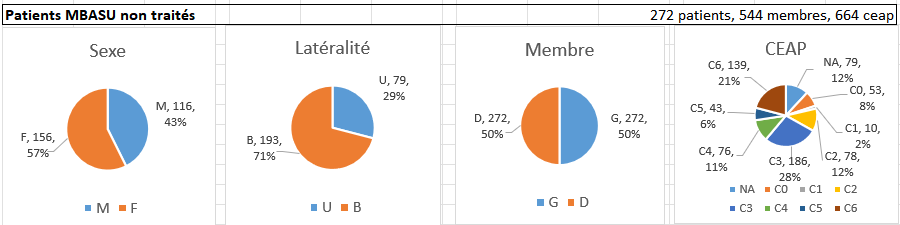 Patients MBASU non traités 272 patients, 544 membres, 664 ceap
Sexe
M, 116,
43%
F, 156,
57%
M F
Latéralité
U, 79,
29%
B, 193,
71%
U B
Membre
D, 272,
50%
G, 272,
50%
G D
CEAP
C6, 139,
21%
NA, 79,
12%
C0, 53,
8%
C5, 43,
6%
C1, 10,
2%
C4, 76,
11%
C2, 78,
12%
C3, 186,
28%
NA C0 C1 C2
C3 C4 C5 C6